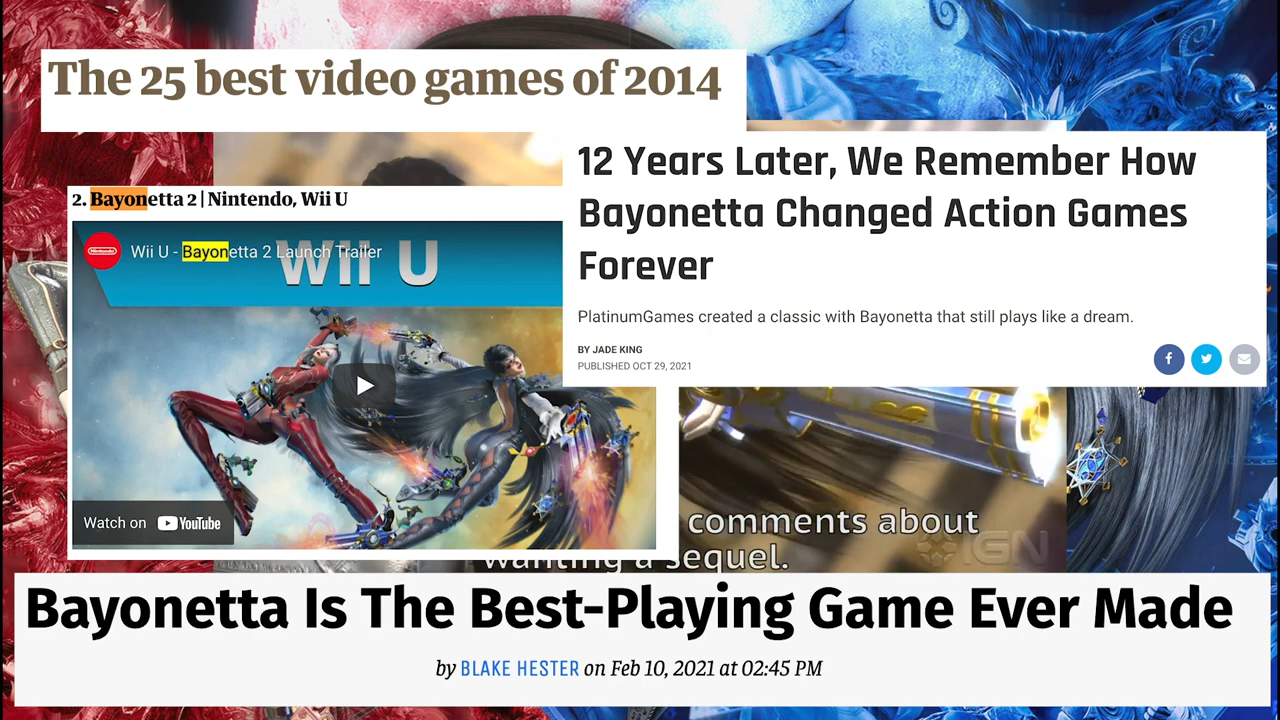 The 25 best video games of 2014
12 Years Later, We Remember How
Bayonetta Changed Action Games
Forever
PlatinumGames created a classic with Bayonetta that still plays like a dream.
BY JADE KING
PUBLISHED OCT 29, 2021
2. Bayonetta 2 | Nintendo, Wii U
Nintendo
Wii U - Bayonetta 2 Launch Trailer
Wii U
Watch on YouTube
comments about
wanting a sequel.
IGN
Bayonetta Is The Best-Playing Game Ever Made
by BLAKE HESTER on Feb 10, 2021 at 02:45 PM